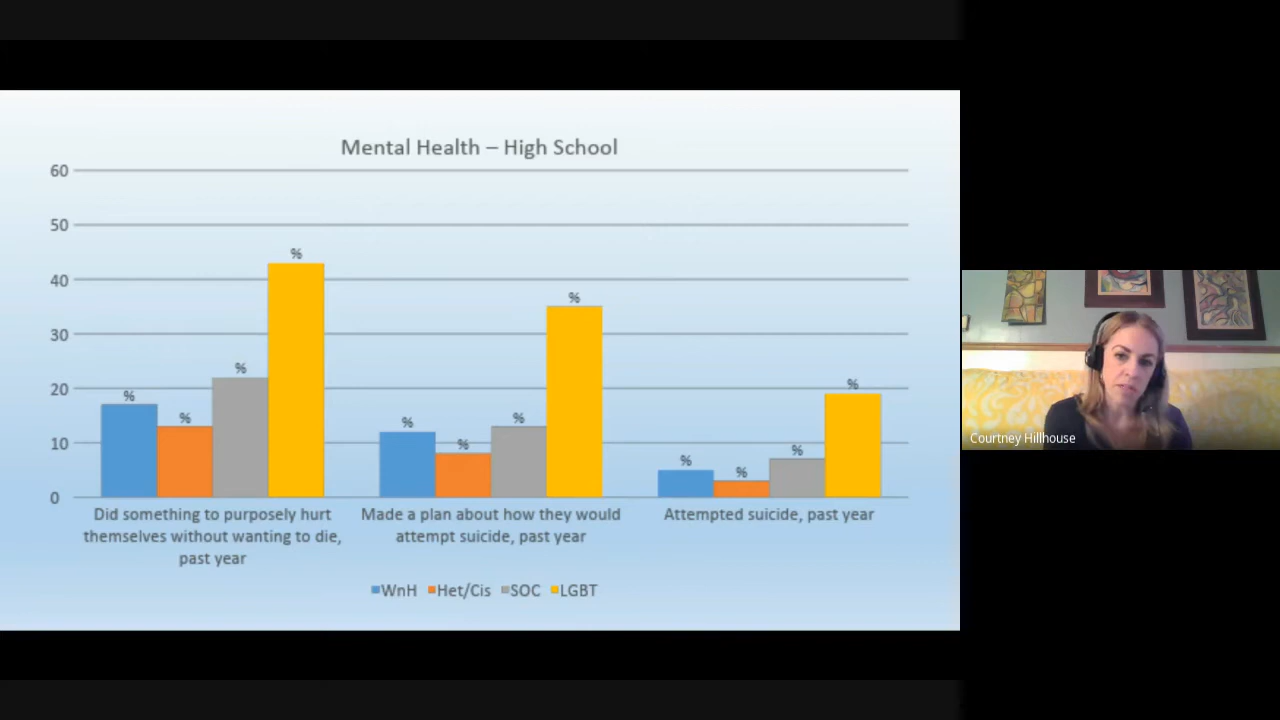 Mental Health – High School
60
50
40
30
20
10
0
%
%
%
%
%
%
%
%
%
%
%
%
Did something to purposely hurt
themselves without wanting to die,
past year
Made a plan about how they would
attempt suicide, past year
Attempted suicide, past year
WnH Het/Cis SOC LGBT
Courtney Hillhouse